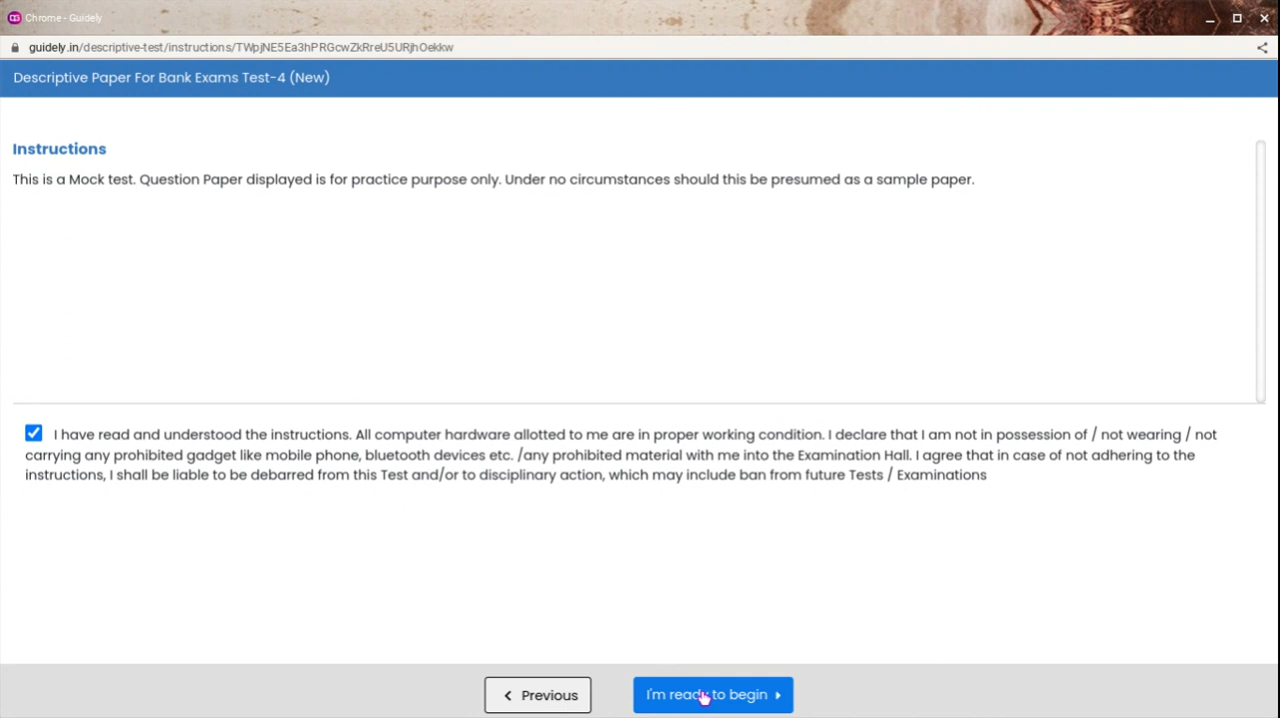 Chrome - Guidely
guidely.in/descriptive-test/instructions/TWpjNE5Ea3hPRGcwZkRreU5URjhOekkw
Descriptive Paper For Bank Exams Test-4 (New)
Instructions
This is a Mock test. Question Paper displayed is for practice purpose only. Under no circumstances should this be presumed as a sample paper.
I have read and understood the instructions. All computer hardware allotted to me are in proper working condition. I declare that I am not in possession of / not wearing / not
carrying any prohibited gadget like mobile phone, bluetooth devices etc. /any prohibited material with me into the Examination Hall. I agree that in case of not adhering to the
instructions, I shall be liable to be debarred from this Test and/or to disciplinary action, which may include ban from future Tests / Examinations
Previous
I'm ready to begin